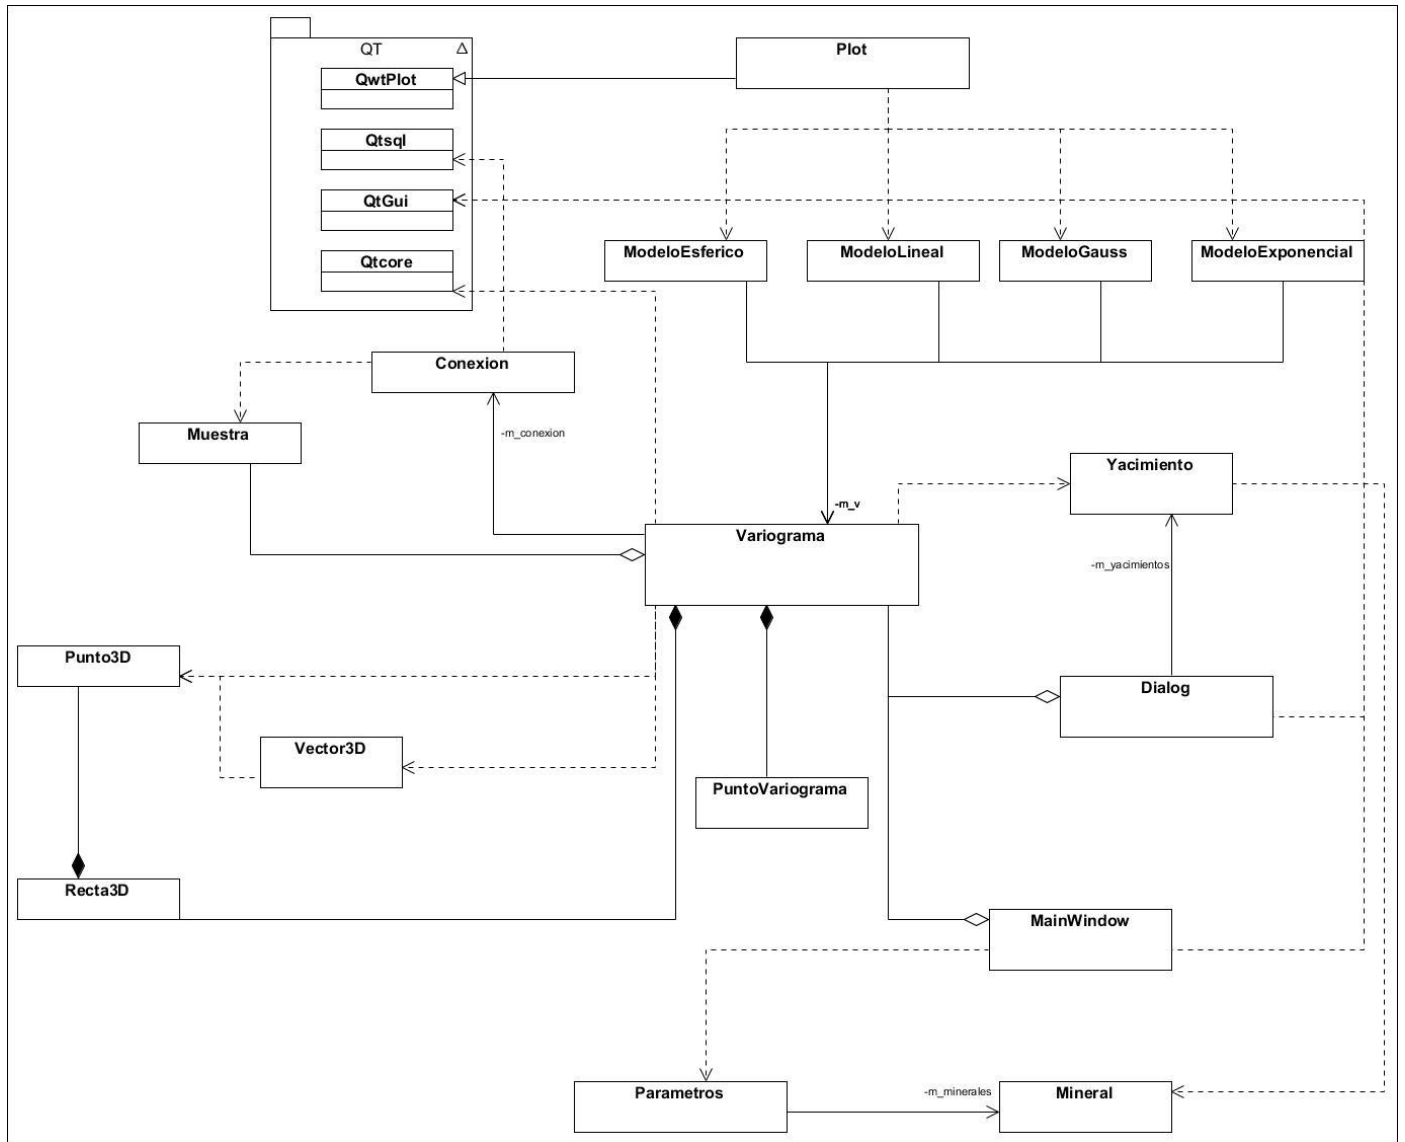 QT
Plot
QwtPlot
Qtsql
QtGui
Qtcore
ModeloEsferico
ModeloLineal
ModeloGauss
ModeloExponencial
Conexion
Muestra
-m_conexion
Yacimiento
-m_v
Variograma
-m_yacimientos
Punto3D
Dialog
Vector3D
PuntoVariograma
Recta3D
MainWindow
Parametros
-m_minerales
Mineral